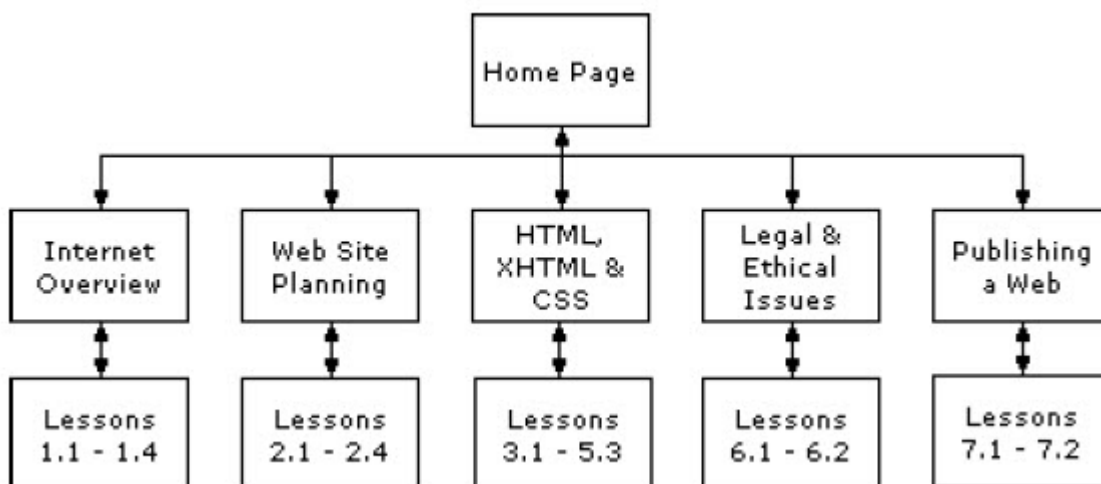 Home Page
Internet
Overview
Web Site
Planning
HTML,
XHTML &
CSS
Legal &
Ethical
Issues
Publishing
a Web
Lessons
1.1 - 1.4
Lessons
2.1 - 2.4
Lessons
3.1 - 5.3
Lessons
6.1 - 6.2
Lessons
7.1 - 7.2